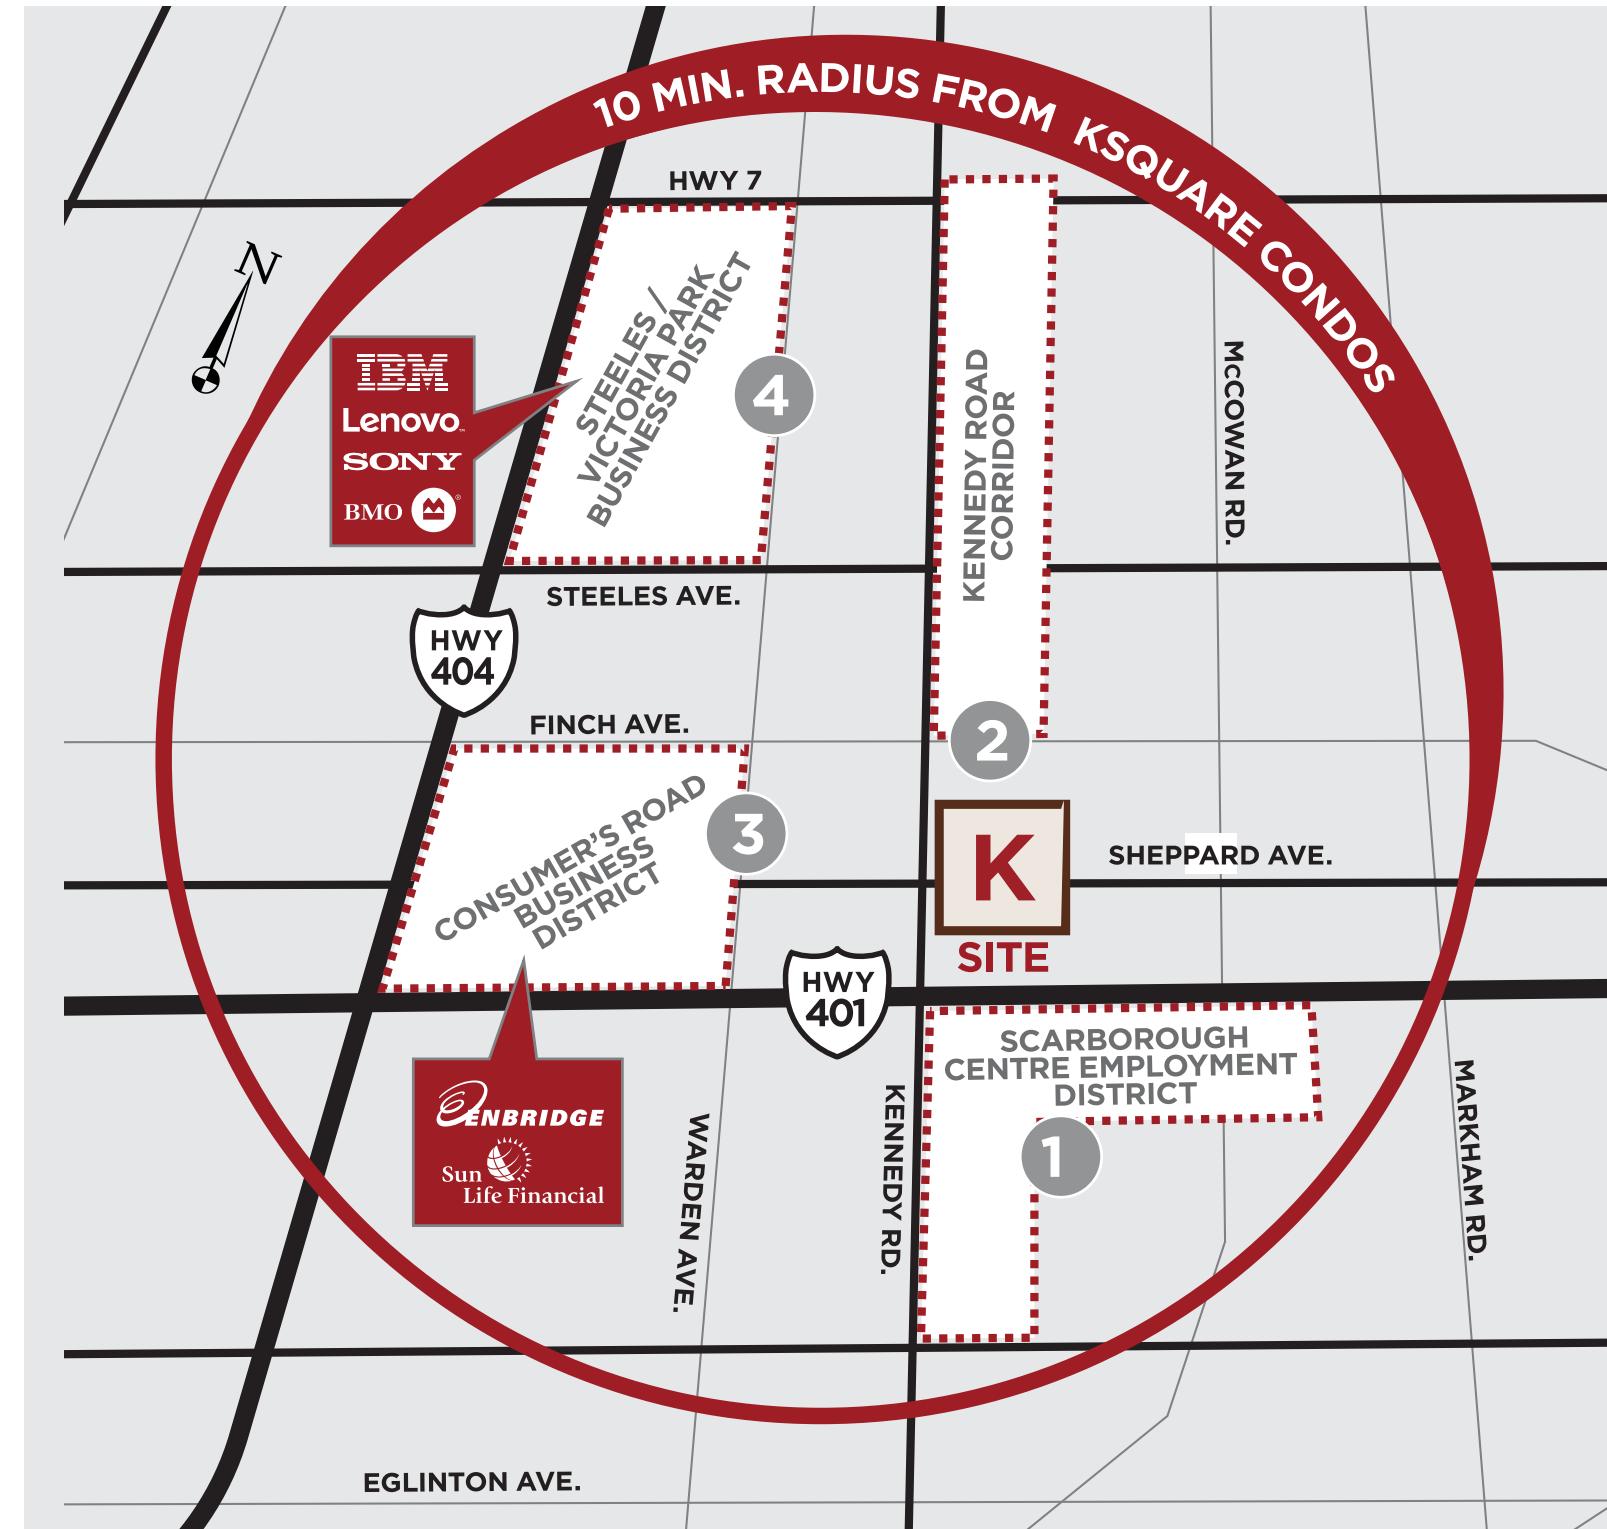 10 MIN. RADIUS FROM KSQUARE CONDOS
HWY 7
N
IBM
Lenovo
SONY
BMO
STEELES /
VICTORIA PARK
BUSINESS DISTRICT
4
KENNEDY ROAD
CORRIDOR
McCOWAN RD.
STEELES AVE.
HWY
404
FINCH AVE.
2
CONSUMER'S ROAD
BUSINESS
DISTRICT
3
K
SITE
SHEPPARD AVE.
HWY
401
SCARBOROUGH
CENTRE EMPLOYMENT
DISTRICT
1
ENBRIDGE
Sun
Life Financial
WARDEN AVE.
KENNEDY RD.
MARKHAM RD.
EGLINTON AVE.